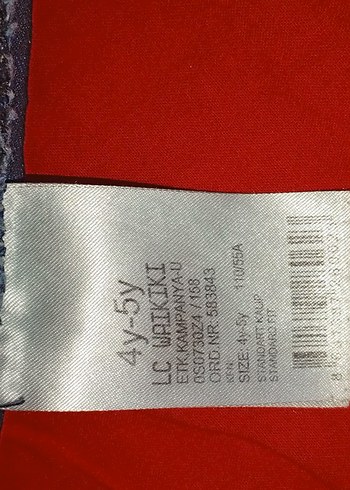 4y-5y
LC WAIKIKI
ETK.KAMPANYA-U
0S0730Z4 / 168
ORD.NR: 583843
SIZE: 4y-5y 110/55A
STANDART KALIP
STANDARD FIT